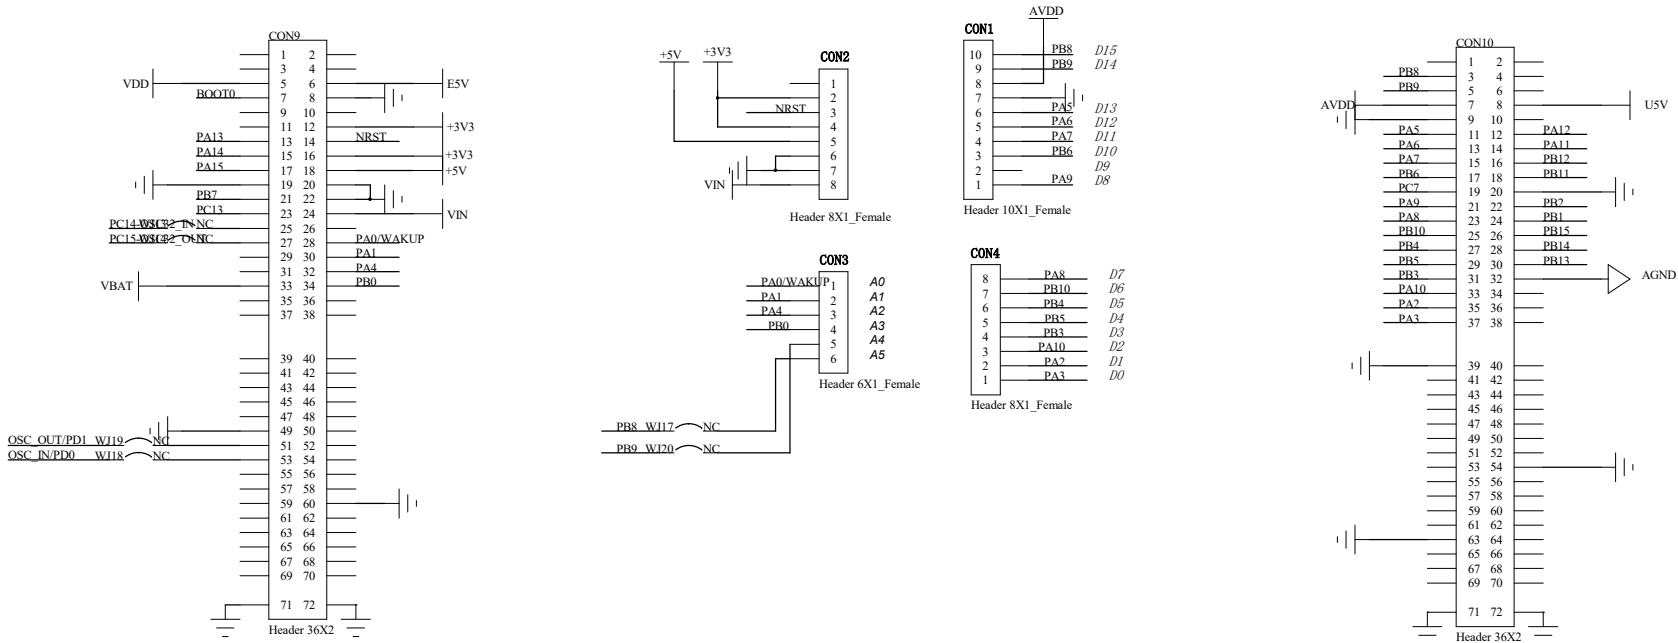 CON9
1 2
3 4
VDD 5 6 E5V
BOOT0 7 8
9 10
11 12 +3V3
PA13 13 14 NRST
PA14 15 16 +3V3
PA15 17 18 +5V
19 20
PB7 21 22
PC13 23 24 VIN
NC 25 26
NC 27 28 PA0/WAKUP
29 30 PA1
31 32 PA4
VBAT 33 34 PB0
35 36
37 38
39 40
41 42
43 44
45 46
47 48
49 50
OSC_OUT/PD1 WJ19 NC 51 52
OSC_IN/PD0 WJ18 NC 53 54
55 56
57 58
59 60
61 62
63 64
65 66
67 68
69 70
71 72
Header 36X2
+5V +3V3 CON2
1
2
NRST 3
4
5
6
7
VIN 8
Header 8X1_Female
CON3
PA0/WAKUP 1 A0
PA1 2 A1
PA4 3 A2
PB0 4 A3
5 A4
6 A5
Header 6X1_Female
PB8 WJ17 NC
PB9 WJ20 NC
AVDD
CON1
10 PB8 D15
9 PB9 D14
8
7
6 PA5 D13
5 PA6 D12
4 PA7 D11
3 PB6 D10
2 D9
1 PA9 D8
Header 10X1_Female
CON4
8 PA8 D7
7 PB10 D6
6 PB4 D5
5 PB5 D4
4 PB3 D3
3 PA10 D2
2 PA2 D1
1 PA3 D0
Header 8X1_Female
CON10
1 2
PB8 3 4
PB9 5 6
AVDD 7 8 U5V
9 10
PA5 11 12 PA12
PA6 13 14 PA11
PA7 15 16 PB12
PB6 17 18 PB11
PC7 19 20
PA9 21 22 PB2
PA8 23 24 PB1
PB10 25 26 PB15
PB4 27 28 PB14
PB5 29 30 PB13
PB3 31 32 AGND
PA10 33 34
PA2 35 36
PA3 37 38
39 40
41 42
43 44
45 46
47 48
49 50
51 52
53 54
55 56
57 58
59 60
61 62
63 64
65 66
67 68
69 70
71 72
Header 36X2